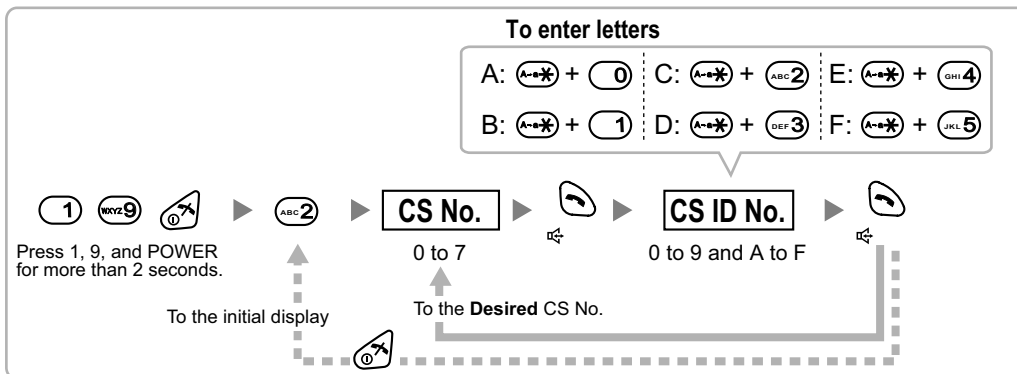 To enter letters
A: A-a✱ + 0 C: A-a✱ + ABC2 E: A-a✱ + GHI4
B: A-a✱ + 1 D: A-a✱ + DEF3 F: A-a✱ + JKL5
1 WXYZ9 ABC2 CS No. CS ID No.
Press 1, 9, and POWER
for more than 2 seconds.
0 to 7
0 to 9 and A to F
To the initial display
To the Desired CS No.